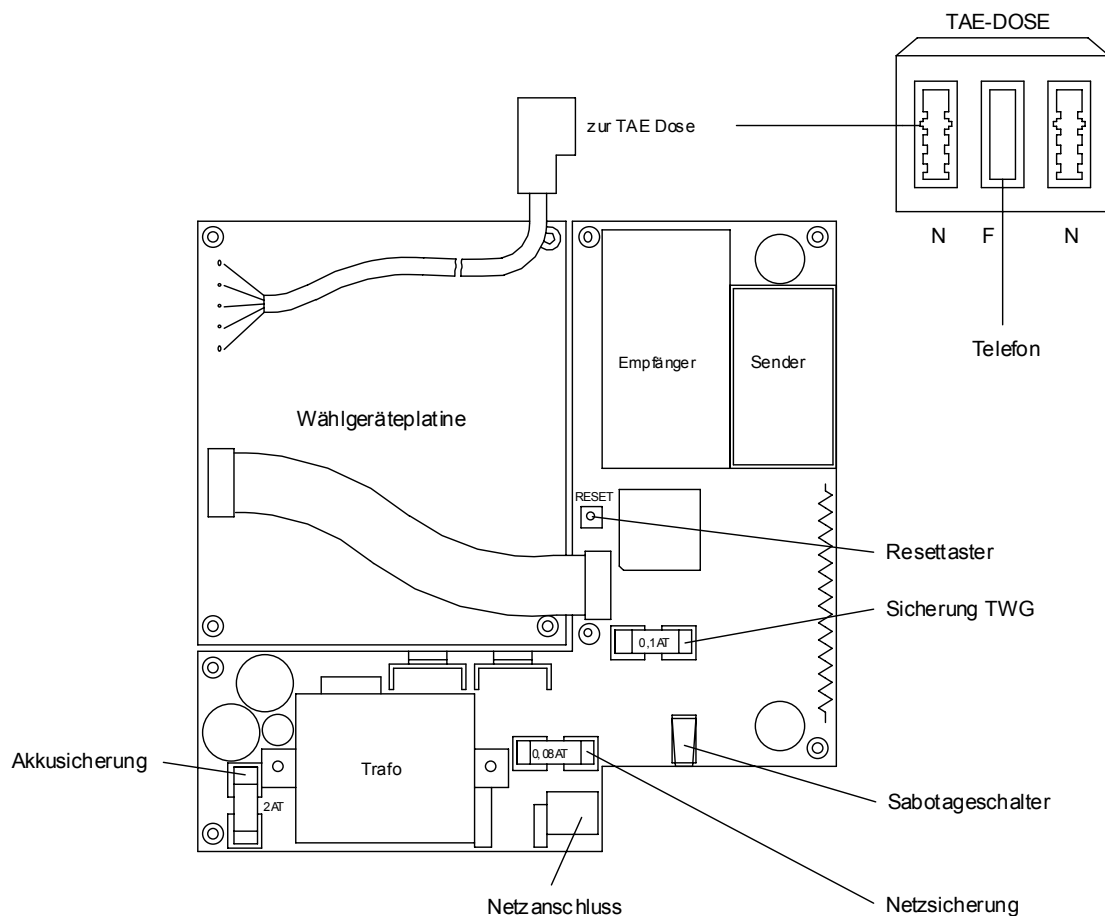 TAE-DOSE
zur TAE Dose
N F N
Telefon
Empfänger
Sender
Wählgeräteplatine
RESET
Resettaster
Sicherung TWG
0,1AT
Akkusicherung
Trafo
0,08AT
2AT
Sabotageschalter
Netzanschluss
Netzsicherung